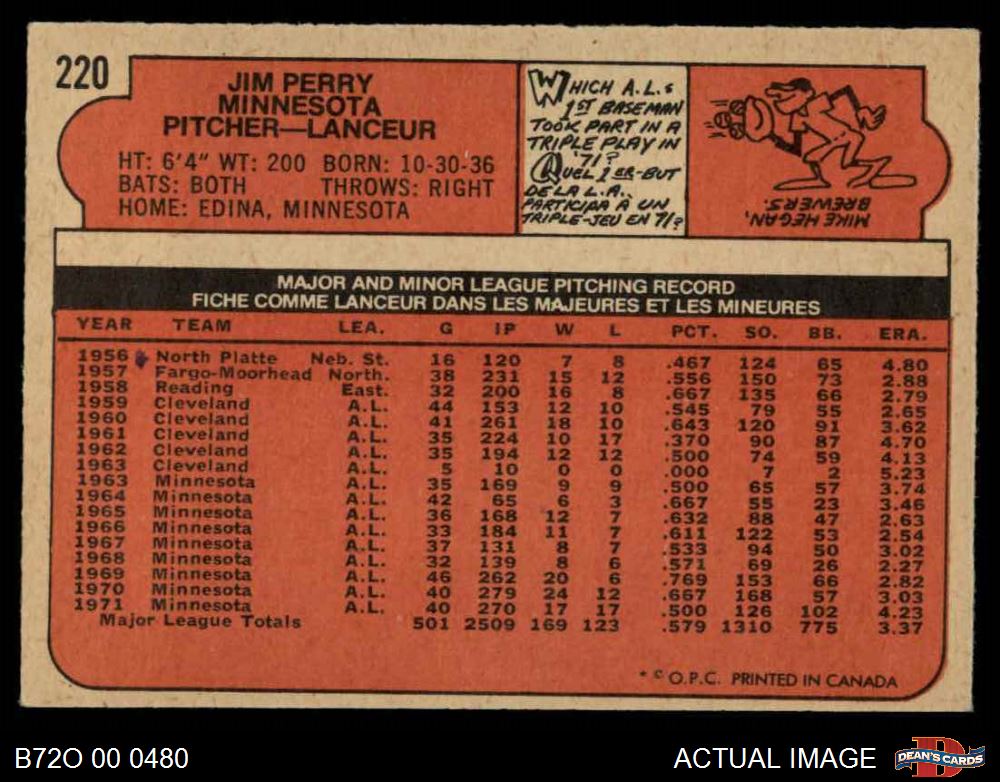 220
JIM PERRY
MINNESOTA
PITCHER—LANCEUR
HT: 6'4" WT: 200 BORN: 10-30-36
BATS: BOTH THROWS: RIGHT
HOME: EDINA, MINNESOTA
WHICH A.L.
1ST BASEMAN
TOOK PART IN A
TRIPLE PLAY IN
'71?
QUEL 1ER-BUT
DE LA L.A..
PARTICIPA A UN
TRIPLE-JEU EN 71?
MIKE HEGAN,
BREWERS.
MAJOR AND MINOR LEAGUE PITCHING RECORD
FICHE COMME LANCEUR DANS LES MAJEURES ET LES MINEURES
YEAR TEAM LEA. G IP W L PCT. SO. BB. ERA.
1956 North Platte Neb. St. 16 120 7 8 .467 124 65 4.80
1957 Fargo-Moorhead North. 38 231 15 12 .556 150 73 2.88
1958 Reading East. 32 200 16 8 .667 135 66 2.79
1959 Cleveland A.L. 44 153 12 10 .545 79 55 2.65
1960 Cleveland A.L. 41 261 18 10 .643 120 91 3.62
1961 Cleveland A.L. 35 224 10 17 .370 90 87 4.70
1962 Cleveland A.L. 35 194 12 12 .500 74 59 4.13
1963 Cleveland A.L. 5 10 0 0 .000 7 2 5.23
1963 Minnesota A.L. 35 169 9 9 .500 65 57 3.74
1964 Minnesota A.L. 42 65 6 3 .667 55 23 3.46
1965 Minnesota A.L. 36 168 12 7 .632 88 47 2.63
1966 Minnesota A.L. 33 184 11 7 .611 122 53 2.54
1967 Minnesota A.L. 37 131 8 7 .533 94 50 3.02
1968 Minnesota A.L. 32 139 8 6 .571 69 26 2.27
1969 Minnesota A.L. 46 262 20 6 .769 153 66 2.82
1970 Minnesota A.L. 40 279 24 12 .667 168 57 3.03
1971 Minnesota A.L. 40 270 17 17 .500 126 102 4.23
Major League Totals 501 2509 169 123 .579 1310 775 3.37
* © O.P.C. PRINTED IN CANADA
B72O 00 0480
ACTUAL IMAGE
D
DEAN'S CARDS